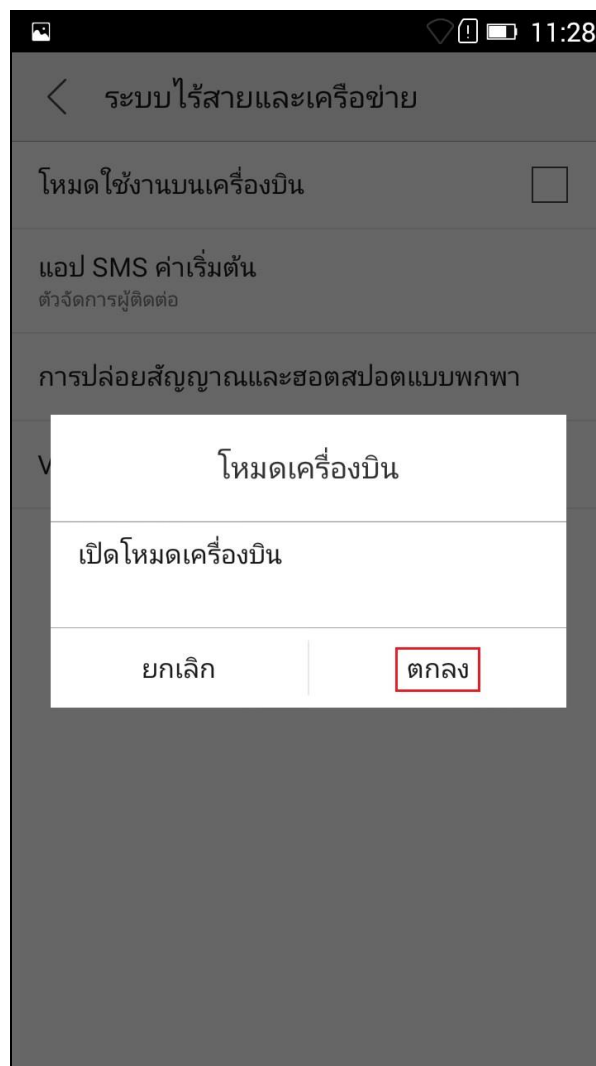 11:28
ระบบไร้สายและเครือข่าย
โหมดใช้งานบนเครื่องบิน
แอป SMS ค่าเริ่มต้น
ตัวจัดการผู้ติดต่อ
การปล่อยสัญญาณและฮอตสปอตแบบพกพา
V
โหมดเครื่องบิน
เปิดโหมดเครื่องบิน
ยกเลิก
ตกลง